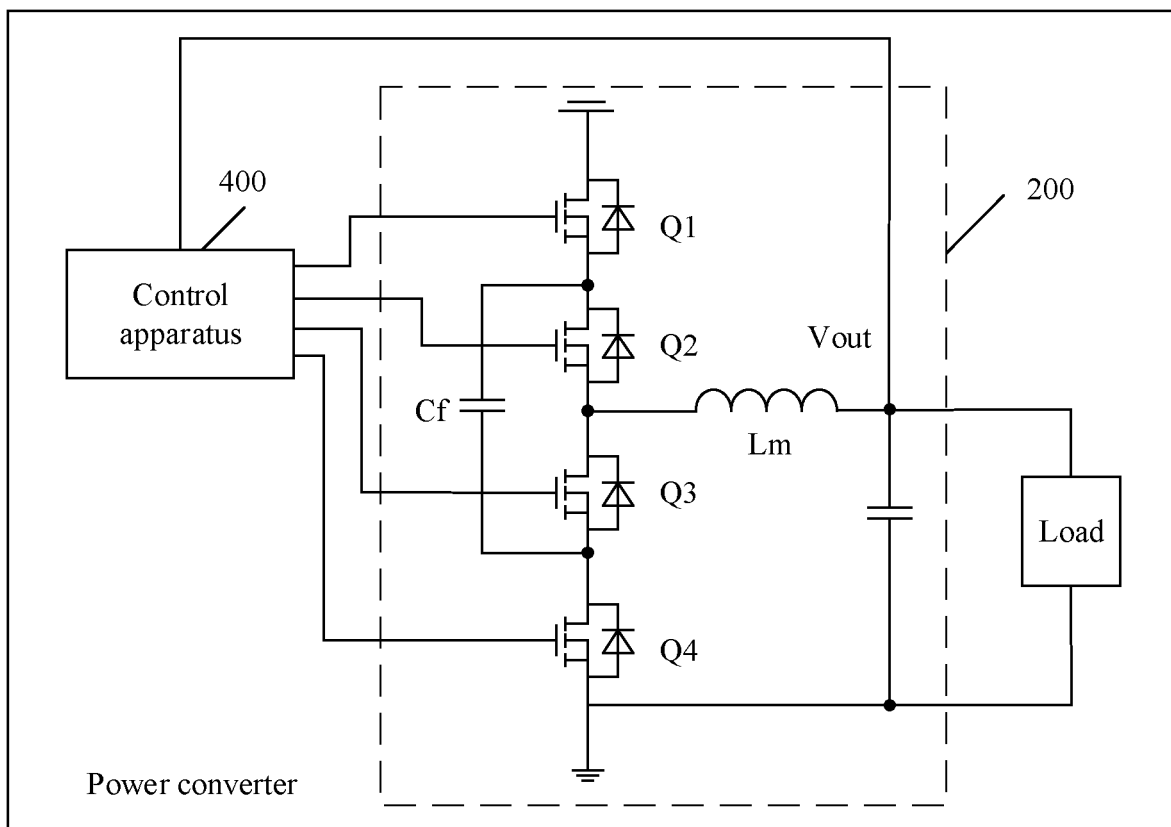 400
200
Q1
Control
apparatus
Q2
Vout
Cf
Lm
Q3
Load
Q4
Power converter